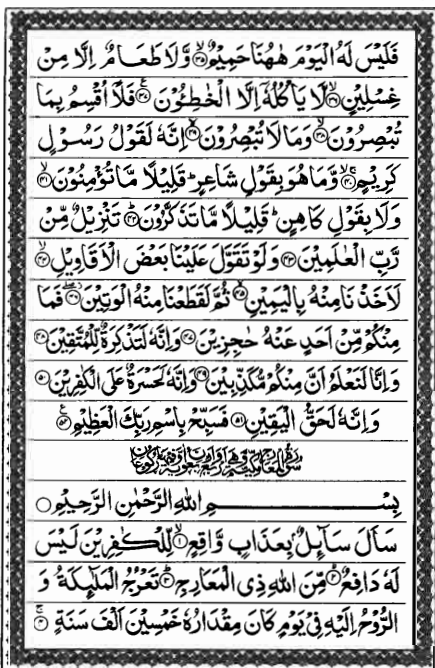 فَلَيْسَ لَهُ الْيَوْمَ هٰهُنَا حَمِيْمٌ ۙ﴿۳۵﴾ وَّلَا طَعَامٌ اِلَّا مِنْ
غِسْلِيْنٍ ۙ﴿۳۶﴾ لَّا يَاْكُلُهٗۤ اِلَّا الْخٰطِـُٔوْنَ ﴿۳۷﴾ فَلَاۤ اُقْسِمُ بِمَا
تُبْصِرُوْنَ ۙ﴿۳۸﴾ وَمَا لَا تُبْصِرُوْنَ ۙ﴿۳۹﴾ اِنَّهٗ لَقَوْلُ رَسُوْلٍ
كَرِيْمٍ ۚۙ﴿۴۰﴾ وَّمَا هُوَ بِقَوْلِ شَاعِرٍ ؕ قَلِيْلًا مَّا تُؤْمِنُوْنَ ۙ﴿۴۱﴾
وَلَا بِقَوْلِ كَاهِنٍ ؕ قَلِيْلًا مَّا تَذَكَّرُوْنَ ؕ﴿۴۲﴾ تَنْزِيْلٌ مِّنْ
رَّبِّ الْعٰلَمِيْنَ ﴿۴۳﴾ وَلَوْ تَقَوَّلَ عَلَيْنَا بَعْضَ الْاَقَاوِيْلِ ۙ﴿۴۴﴾
لَاَخَذْنَا مِنْهُ بِالْيَمِيْنِ ۙ﴿۴۵﴾ ثُمَّ لَقَطَعْنَا مِنْهُ الْوَتِيْنَ ۖ﴿۴۶﴾ فَمَا
مِنْكُمْ مِّنْ اَحَدٍ عَنْهُ حٰجِزِيْنَ ﴿۴۷﴾ وَاِنَّهٗ لَتَذْكِرَةٌ لِّلْمُتَّقِيْنَ ﴿۴۸﴾
وَاِنَّا لَنَعْلَمُ اَنَّ مِنْكُمْ مُّكَذِّبِيْنَ ﴿۴۹﴾ وَاِنَّهٗ لَحَسْرَةٌ عَلَى الْكٰفِرِيْنَ ﴿۵۰﴾
وَاِنَّهٗ لَحَقُّ الْيَقِيْنِ ﴿۵۱﴾ فَسَبِّحْ بِاسْمِ رَبِّكَ الْعَظِيْمِ ﴿۵۲﴾
بِسْمِ اللهِ الرَّحْمٰنِ الرَّحِيْمِ
سَاَلَ سَآئِلٌۢ بِعَذَابٍ وَّاقِعٍ ۙ﴿۱﴾ لِّلْكٰفِرِيْنَ لَيْسَ
لَهٗ دَافِعٌ ۙ﴿۲﴾ مِّنَ اللهِ ذِي الْمَعَارِجِ ؕ﴿۳﴾ تَعْرُجُ الْمَلٰٓئِكَةُ وَ
الرُّوْحُ اِلَيْهِ فِيْ يَوْمٍ كَانَ مِقْدَارُهٗ خَمْسِيْنَ اَلْفَ سَنَةٍ ۚ﴿۴﴾